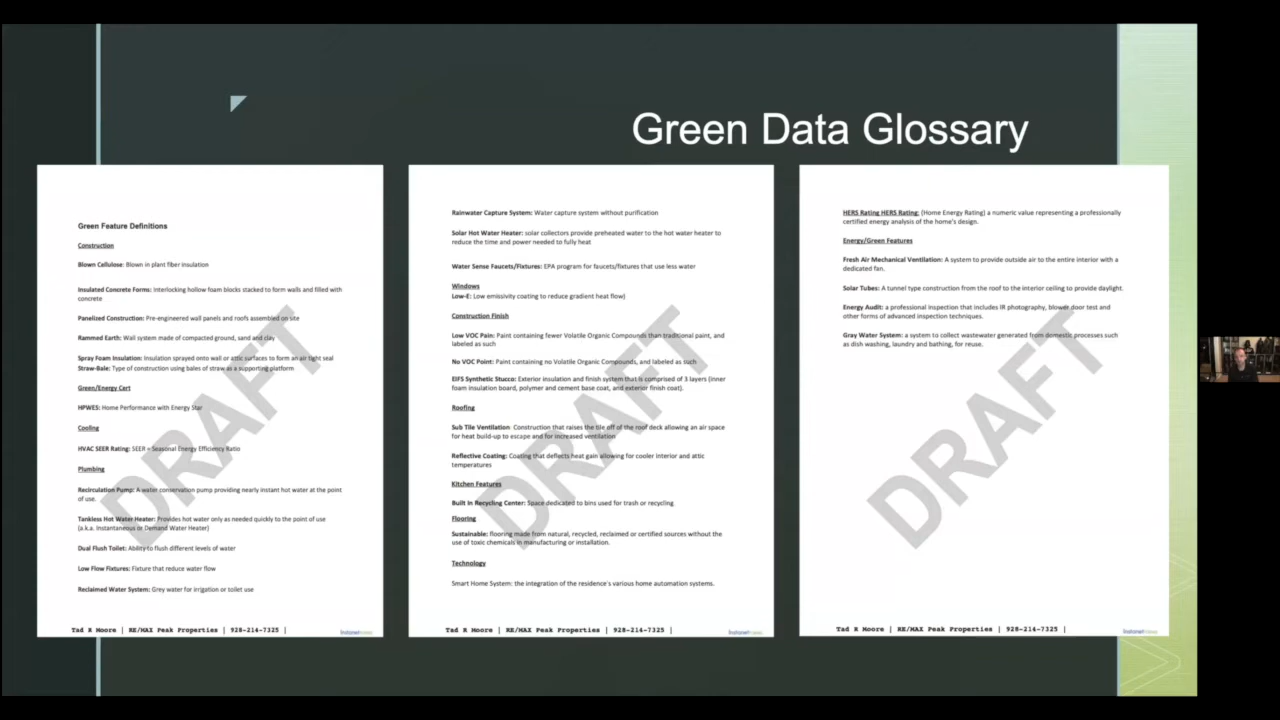 Green Data Glossary
Green Feature Definitions
Construction
Blown Cellulose: Blown in plant fiber insulation
Insulated Concrete Forms: Interlocking hollow foam blocks stacked to form walls and filled with
concrete
Panelized Construction: Pre-engineered wall panels and roofs assembled on site
Rammed Earth: Wall system made of compacted ground, sand and clay
Spray Foam Insulation: Insulation sprayed onto wall or attic surfaces to form an air tight seal
Straw-Bale: Type of construction using bales of straw as a supporting platform
Green/Energy Cert
HPWES: Home Performance with Energy Star
Cooling
HVAC SEER Rating: SEER = Seasonal Energy Efficiency Ratio
Plumbing
Recirculation Pump: A water conservation pump providing nearly instant hot water at the point
of use.
Tankless Hot Water Heater: Provides hot water only as needed quickly to the point of use
(a.k.a. Instantaneous or Demand Water Heater)
Dual Flush Toilet: Ability to flush different levels of water
Low Flow Fixtures: Fixture that reduce water flow
Reclaimed Water System: Grey water for irrigation or toilet use
DRAFT
Tad R Moore | RE/MAX Peak Properties | 928-214-7325 |
Rainwater Capture System: Water capture system without purification
Solar Hot Water Heater: solar collectors provide preheated water to the hot water heater to
reduce the time and power needed to fully heat
Water Sense Faucets/Fixtures: EPA program for faucets/fixtures that use less water
Windows
Low-E: Low emissivity coating to reduce gradient heat flow)
Construction Finish
Low VOC Pain: Paint containing fewer Volatile Organic Compounds than traditional paint, and
labeled as such
No VOC Point: Paint containing no Volatile Organic Compounds, and labeled as such
EIFS Synthetic Stucco: Exterior insulation and finish system that is comprised of 3 layers (inner
foam insulation board, polymer and cement base coat, and exterior finish coat).
Roofing
Sub Tile Ventilation: Construction that raises the tile off of the roof deck allowing an air space
for heat build-up to escape and for increased ventilation
Reflective Coating: Coating that deflects heat gain allowing for cooler interior and attic
temperatures
Kitchen Features
Built In Recycling Center: Space dedicated to bins used for trash or recycling
Flooring
Sustainable: flooring made from natural, recycled, reclaimed or certified sources without the
use of toxic chemicals in manufacturing or installation.
Technology
Smart Home System: the integration of the residence's various home automation systems.
DRAFT
Tad R Moore | RE/MAX Peak Properties | 928-214-7325 |
HERS Rating HERS Rating: (Home Energy Rating) a numeric value representing a professionally
certified energy analysis of the home's design.
Energy/Green Features
Fresh Air Mechanical Ventilation: A system to provide outside air to the entire interior with a
dedicated fan.
Solar Tubes: A tunnel type construction from the roof to the interior ceiling to provide daylight.
Energy Audit: a professional inspection that includes IR photography, blower door test and
other forms of advanced inspection techniques.
Gray Water System: a system to collect wastewater generated from domestic processes such
as dish washing, laundry and bathing, for reuse.
DRAFT
Tad R Moore | RE/MAX Peak Properties | 928-214-7325 |